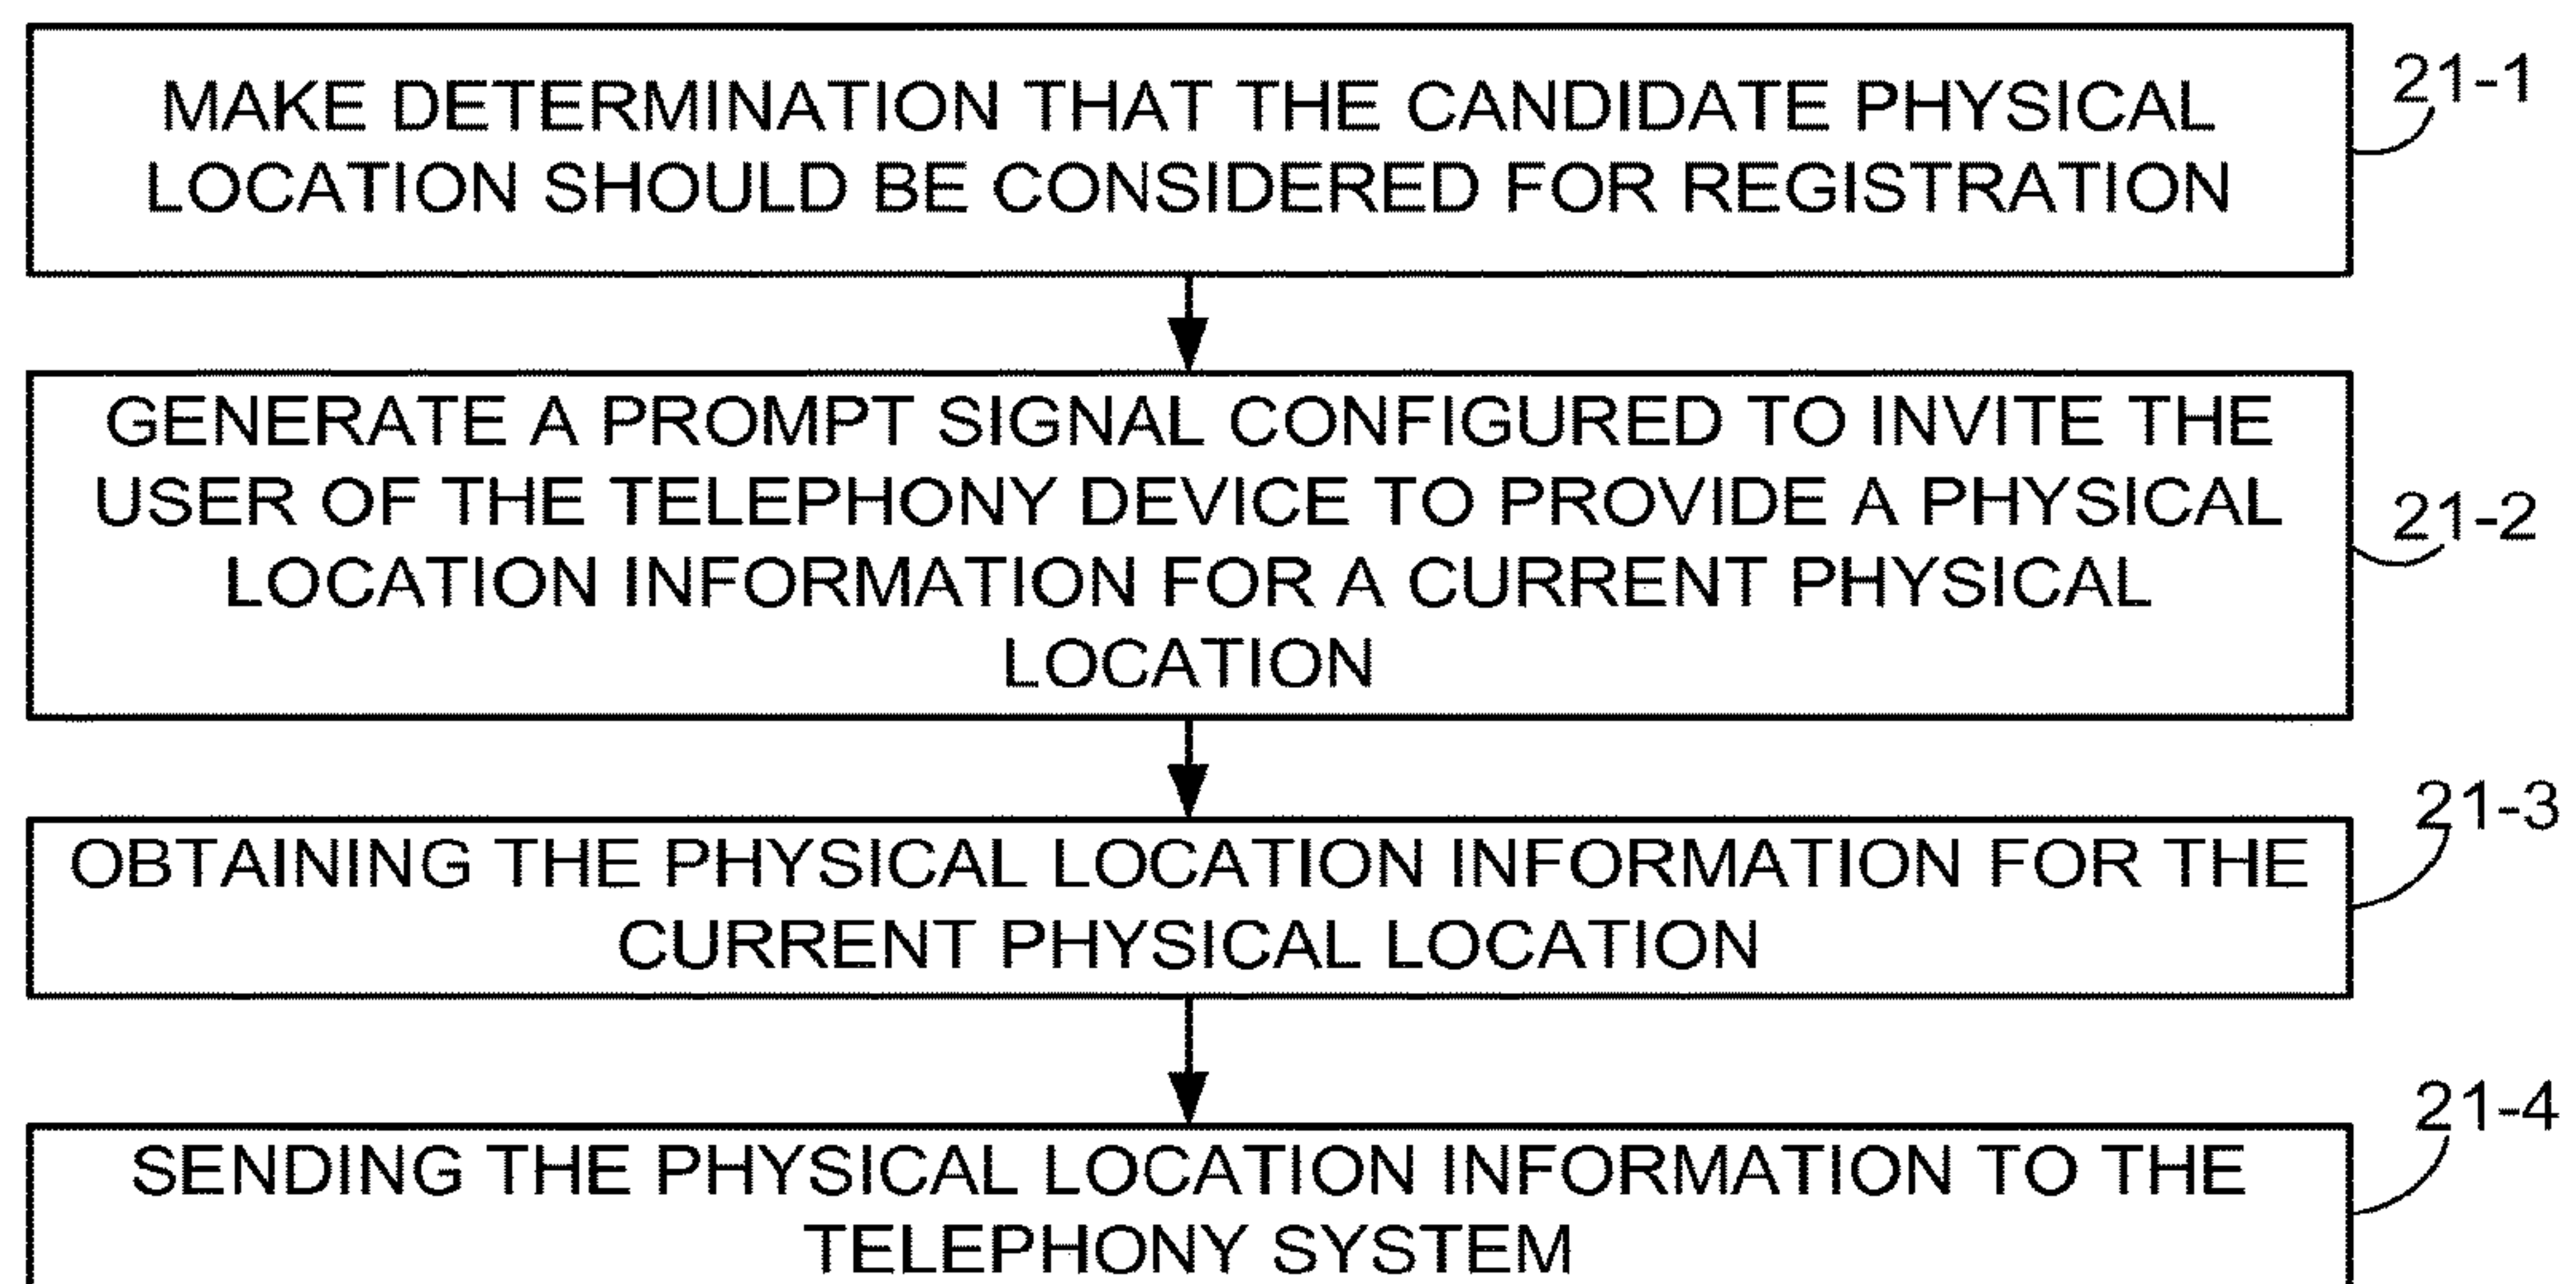 MAKE DETERMINATION THAT THE CANDIDATE PHYSICAL
LOCATION SHOULD BE CONSIDERED FOR REGISTRATION
21-1
GENERATE A PROMPT SIGNAL CONFIGURED TO INVITE THE
USER OF THE TELEPHONY DEVICE TO PROVIDE A PHYSICAL
LOCATION INFORMATION FOR A CURRENT PHYSICAL
LOCATION
21-2
OBTAINING THE PHYSICAL LOCATION INFORMATION FOR THE
CURRENT PHYSICAL LOCATION
21-3
SENDING THE PHYSICAL LOCATION INFORMATION TO THE
TELEPHONY SYSTEM
21-4